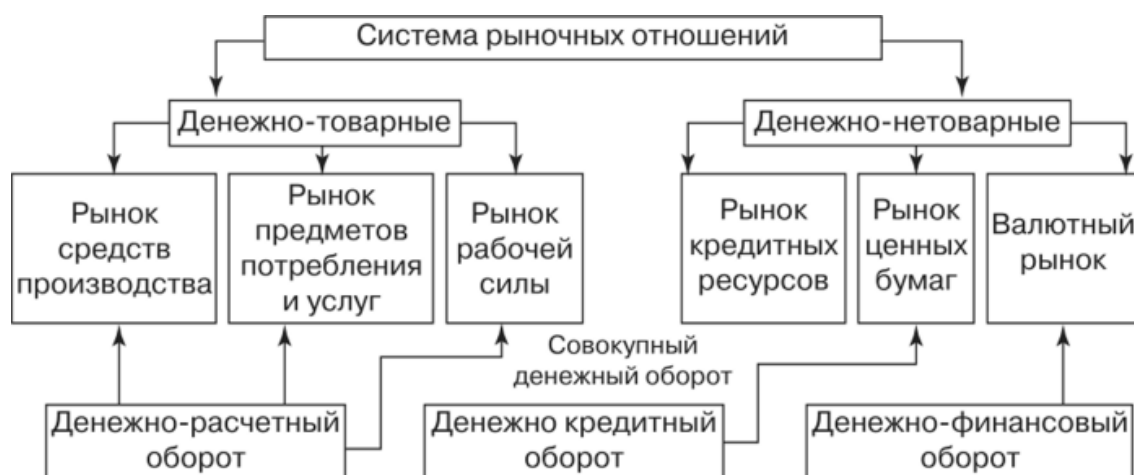 Система рыночных отношений
Денежно-товарные
Денежно-нетоварные
Рынок
средств
производства
Рынок
предметов
потребления
и услуг
Рынок
рабочей
силы
Рынок
кредитных
ресурсов
Рынок
ценных
бумаг
Валютный
рынок
Совокупный
денежный оборот
Денежно-расчетный
оборот
Денежно кредитный
оборот
Денежно-финансовый
оборот